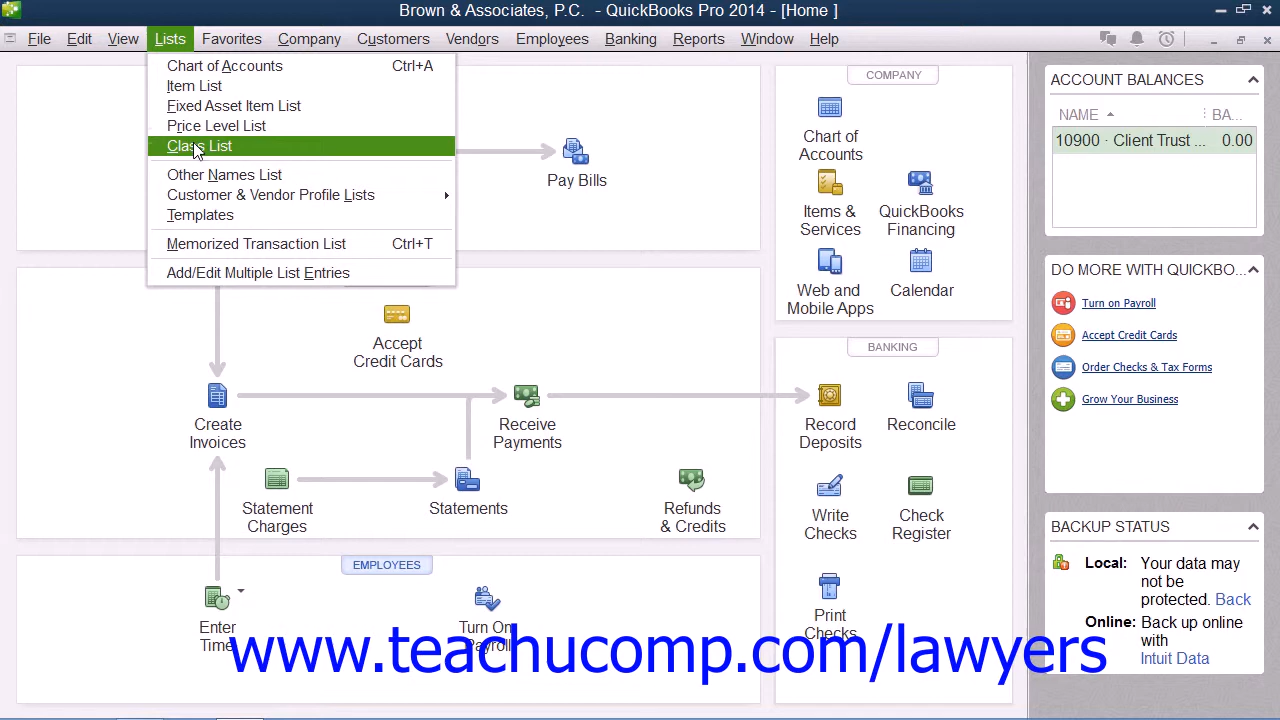 Brown & Associates, P.C. - QuickBooks Pro 2014 - [Home ]
File Edit View Lists Favorites Company Customers Vendors Employees Banking Reports Window Help
Chart of Accounts Ctrl+A
Item List
Fixed Asset Item List
Price Level List
Class List
Other Names List
Customer & Vendor Profile Lists
Templates
Memorized Transaction List Ctrl+T
Add/Edit Multiple List Entries
Pay Bills
Accept
Credit Cards
Create
Invoices
Receive
Payments
Statement
Charges
Statements
Refunds
& Credits
EMPLOYEES
Enter
Time
Turn On
Payroll
COMPANY
Chart of
Accounts
Items &
Services
QuickBooks
Financing
Web and
Mobile Apps
Calendar
BANKING
Record
Deposits
Reconcile
Write
Checks
Check
Register
Print
Checks
ACCOUNT BALANCES
NAME BA...
10900 · Client Trust ... 0.00
DO MORE WITH QUICKBO...
Turn on Payroll
Accept Credit Cards
Order Checks & Tax Forms
Grow Your Business
BACKUP STATUS
Local: Your data may
not be
protected. Back
Online: Back up online
with
Intuit Data
www.teachucomp.com/lawyers